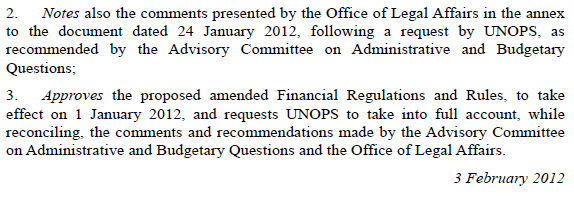 2. Notes also the comments presented by the Office of Legal Affairs in the annex
to the document dated 24 January 2012, following a request by UNOPS, as
recommended by the Advisory Committee on Administrative and Budgetary
Questions;
3. Approves the proposed amended Financial Regulations and Rules, to take
effect on 1 January 2012, and requests UNOPS to take into full account, while
reconciling, the comments and recommendations made by the Advisory Committee
on Administrative and Budgetary Questions and the Office of Legal Affairs.
3 February 2012